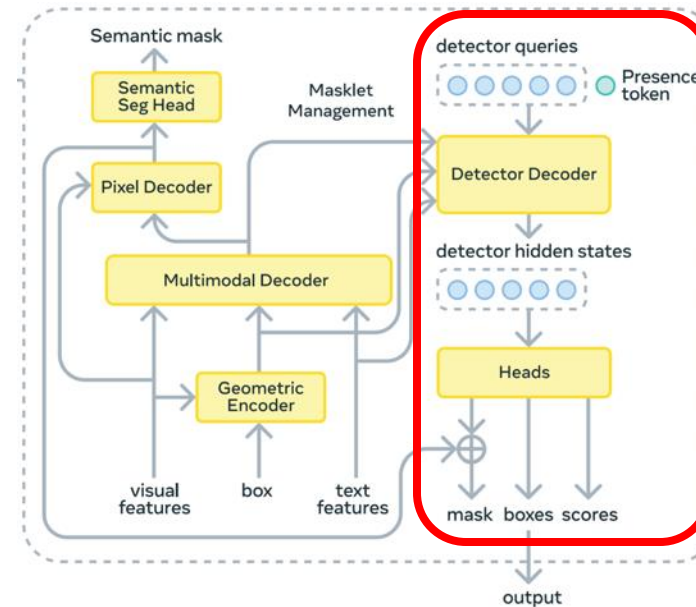 Semantic mask
Semantic
Seg Head
Pixel Decoder
Multimodal Decoder
Geometric
Encoder
visual
features
box
text
features
Masklet
Management
detector queries
Presence
token
Detector Decoder
detector hidden states
Heads
mask
boxes
scores
output